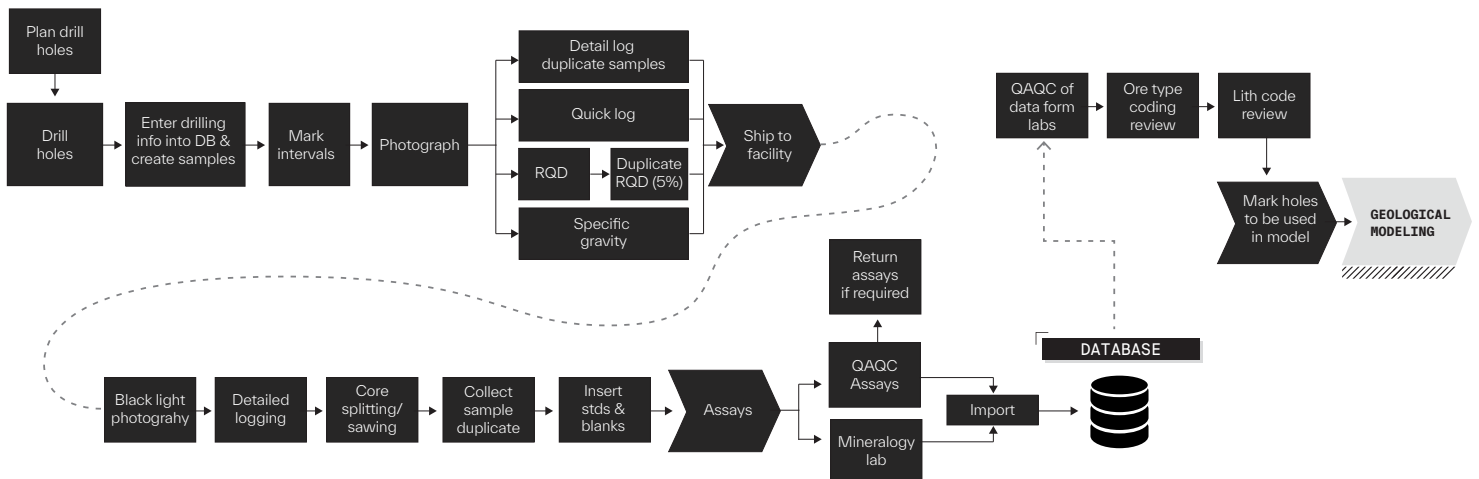 Plan drill
holes
Drill
holes
Enter drilling
info into DB &
create samples
Mark
intervals
Photograph
Detail log
duplicate samples
Quick log
RQD
Duplicate
RQD (5%)
Specific
gravity
Ship to
facility
Black light
photograhy
Detailed
logging
Core
splitting/
sawing
Collect
sample
duplicate
Insert
stds &
blanks
Assays
Return
assays
if required
QAQC
Assays
Mineralogy
lab
Import
DATABASE
QAQC of
data form
labs
Ore type
coding
review
Lith code
review
Mark holes
to be used
in model
GEOLOGICAL
MODELING